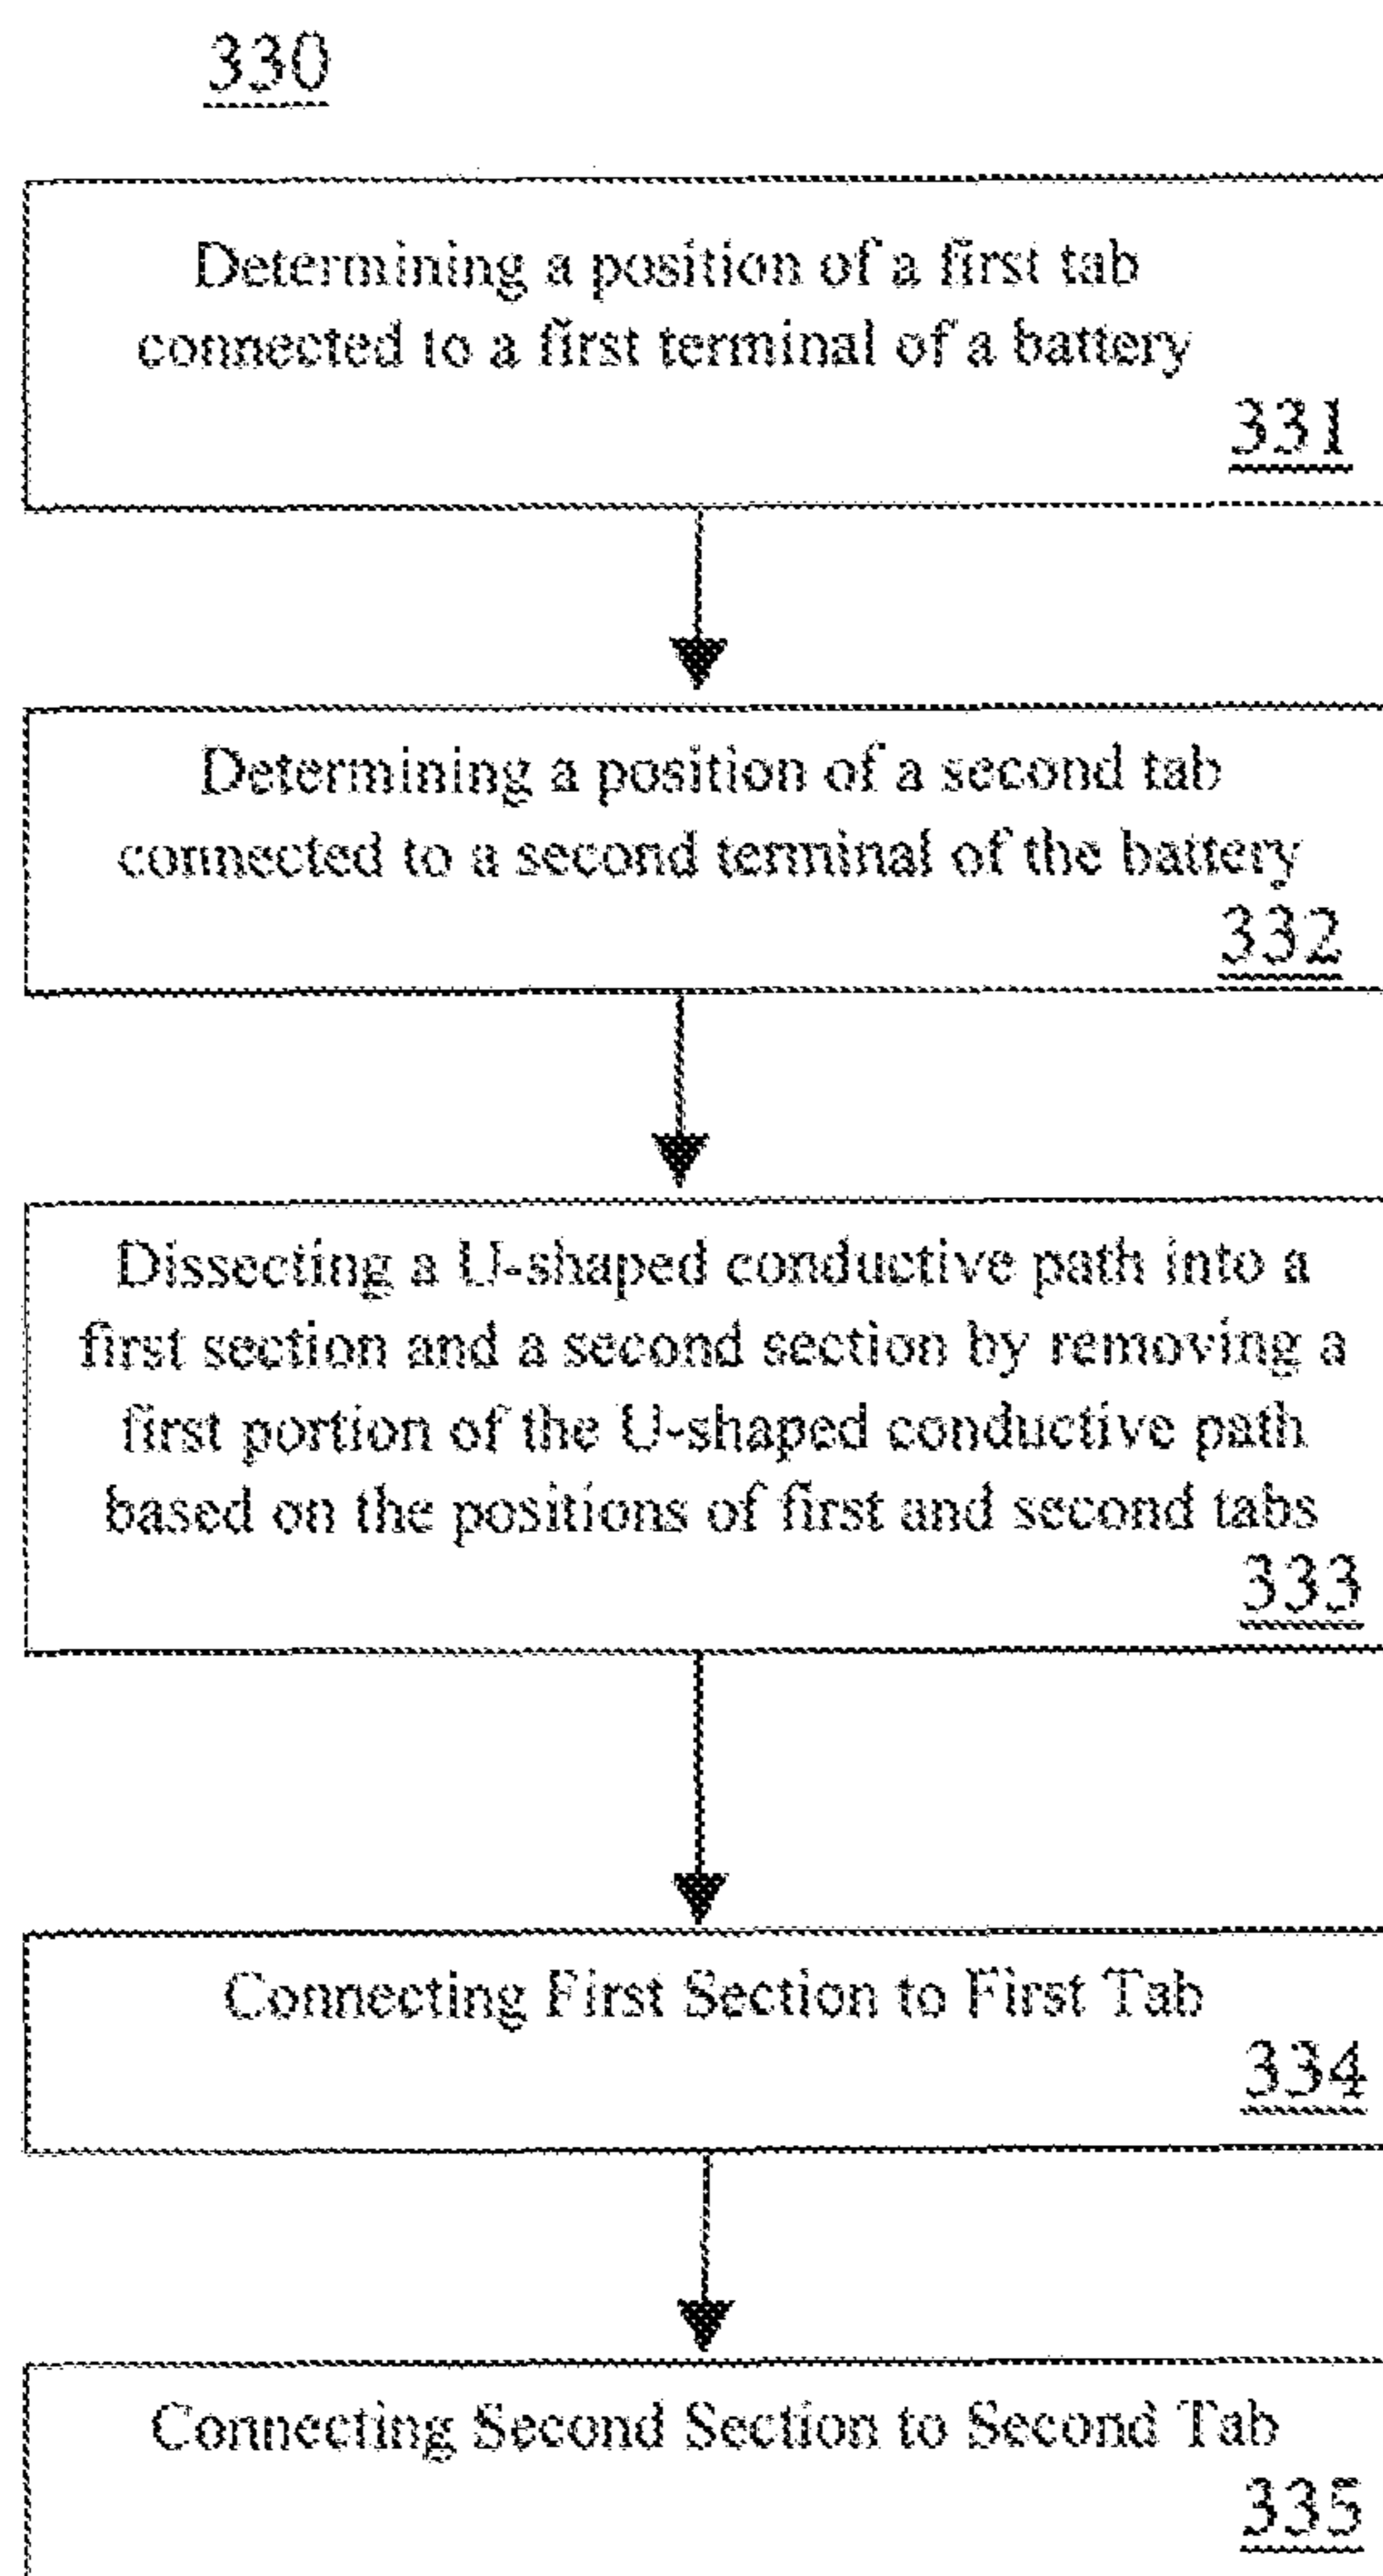 330
Determining a position of a first tab
connected to a first terminal of a battery
331
Determining a position of a second tab
connected to a second terminal of the battery
332
Dissecting a U-shaped conductive path into a
first section and a second section by removing a
first portion of the U-shaped conductive path
based on the positions of first and second tabs
333
Connecting First Section to First Tab
334
Connecting Second Section to Second Tab
335